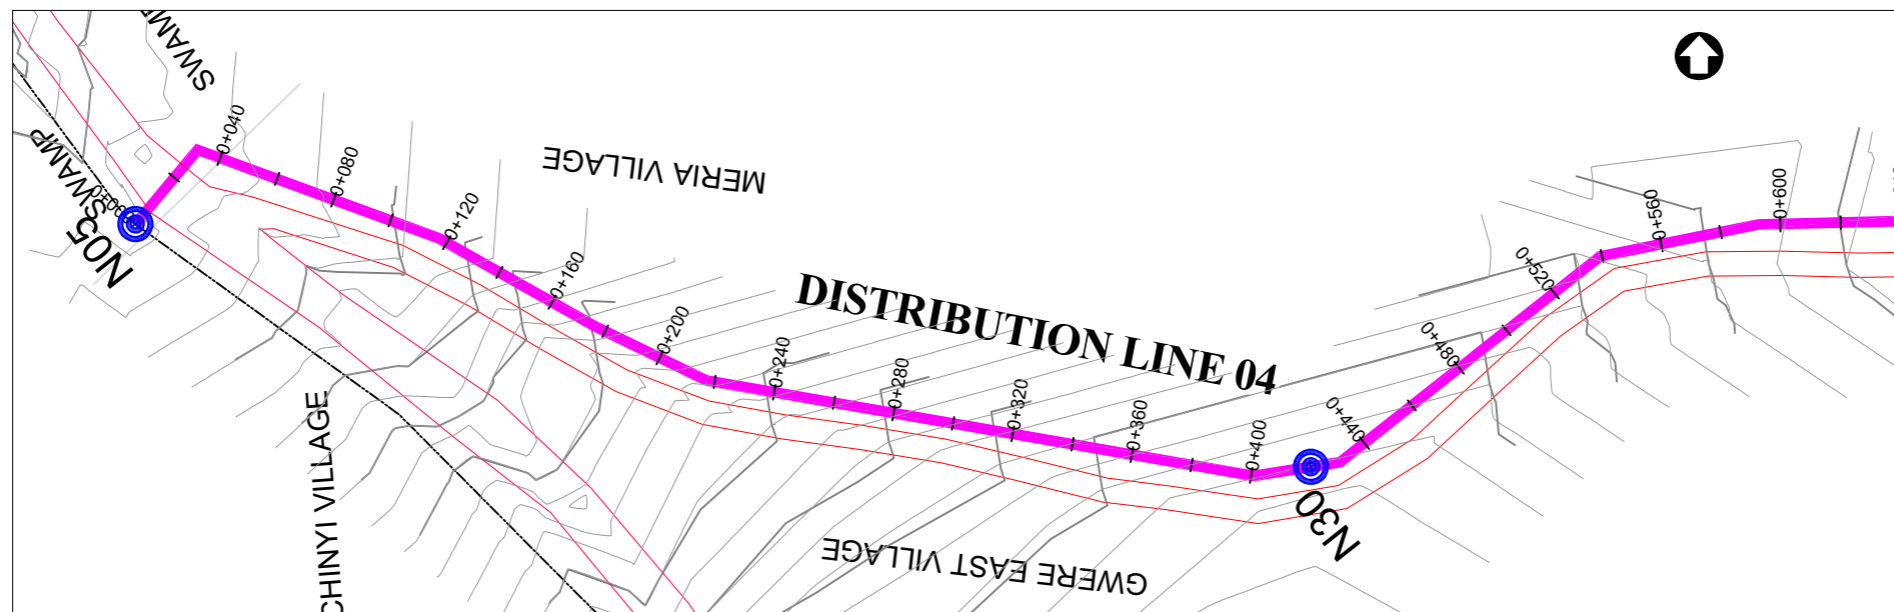 SWAMP
SWAMP
0+000
N05
0+040
0+080
0+120
0+160
0+200
0+240
0+280
0+320
0+360
0+400
0+440
0+480
0+520
0+560
0+600
MERIA VILLAGE
DISTRIBUTION LINE 04
N30
CHINYI VILLAGE
GWERE EAST VILLAGE